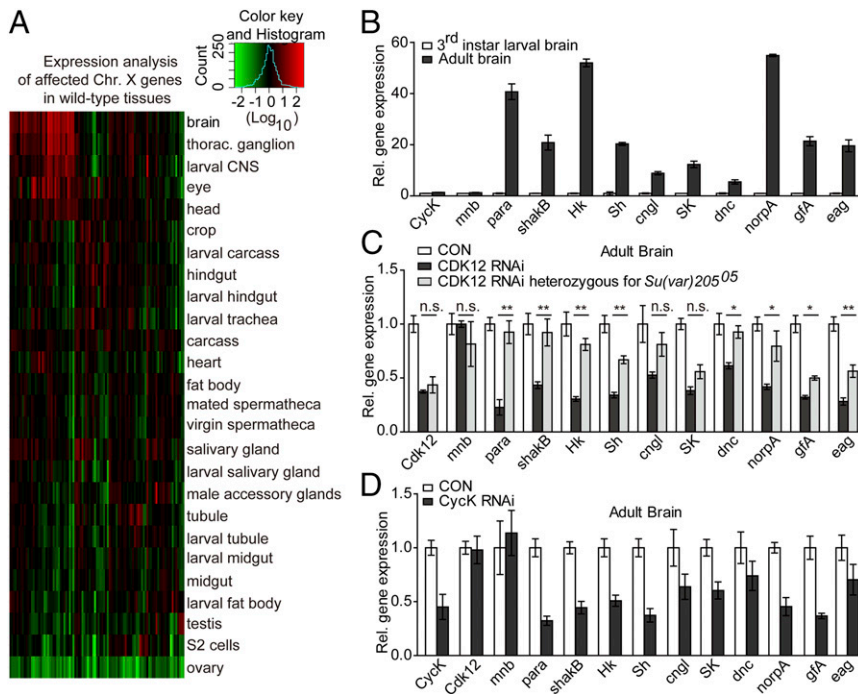 A
Expression analysis
of affected Chr. X genes
in wild-type tissues
Color key
and Histogram
Count
0
250
-2 -1 0 1 2
(Log10)
brain
thorac. ganglion
larval CNS
eye
head
crop
larval carcass
hindgut
larval hindgut
larval trachea
carcass
heart
fat body
mated spermatheca
virgin spermatheca
salivary gland
larval salivary gland
male accessory glands
tubule
larval tubule
larval midgut
midgut
larval fat body
testis
S2 cells
ovary
B
3rd instar larval brain
Adult brain
Rel. gene expression
60
40
20
0
CycK mnb para shakB Hk Sh cngl SK dnc norpA gfA eag
C
Adult Brain
CON
CDK12 RNAi
CDK12 RNAi heterozygous for Su(var)205 05
Rel. gene expression
1.5
1.0
0.5
0.0
n.s. n.s. ** ** ** ** n.s. n.s. * * * **
Cdk12 mnb para shakB Hk Sh cngl SK dnc norpA gfA eag
D
CON
CycK RNAi
Adult Brain
Rel. gene expression
1.5
1.0
0.5
0.0
CycK Cdk12 mnb para shakB Hk Sh cngl SK dnc norpA gfA eag